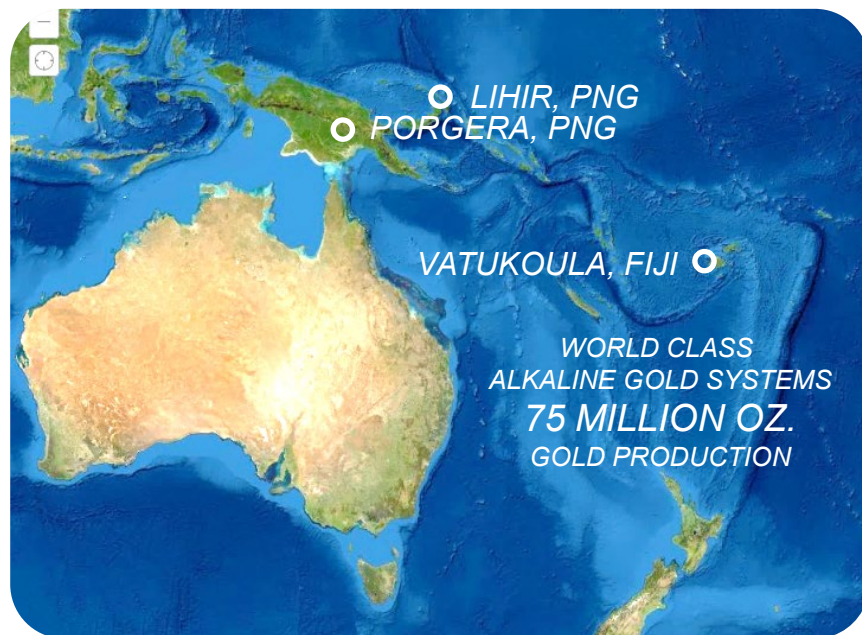 LIHIR, PNG
PORGERA, PNG
VATUKOULA, FIJI
WORLD CLASS
ALKALINE GOLD SYSTEMS
75 MILLION OZ.
GOLD PRODUCTION